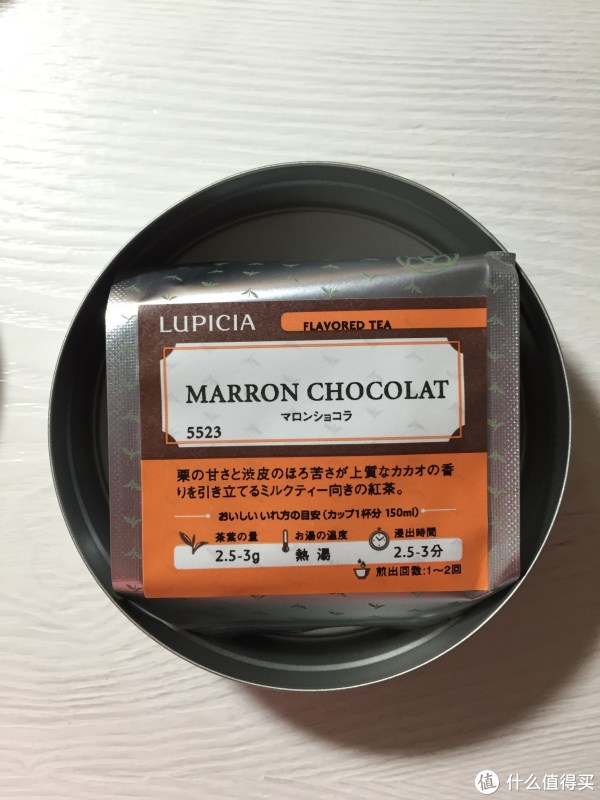 LUPICIA
FLAVORED TEA
MARRON CHOCOLAT
マロンショコラ
5523
栗の甘さと渋皮のほろ苦さが上質なカカオの香
りを引き立てるミルクティー向きの紅茶。
おいしいいれ方の目安(カップ1杯分 150ml)
茶葉の量
2.5-3g
お湯の温度
熱湯
浸出時間
2.5-3分
煎出回数:1〜2回
值 什么值得买